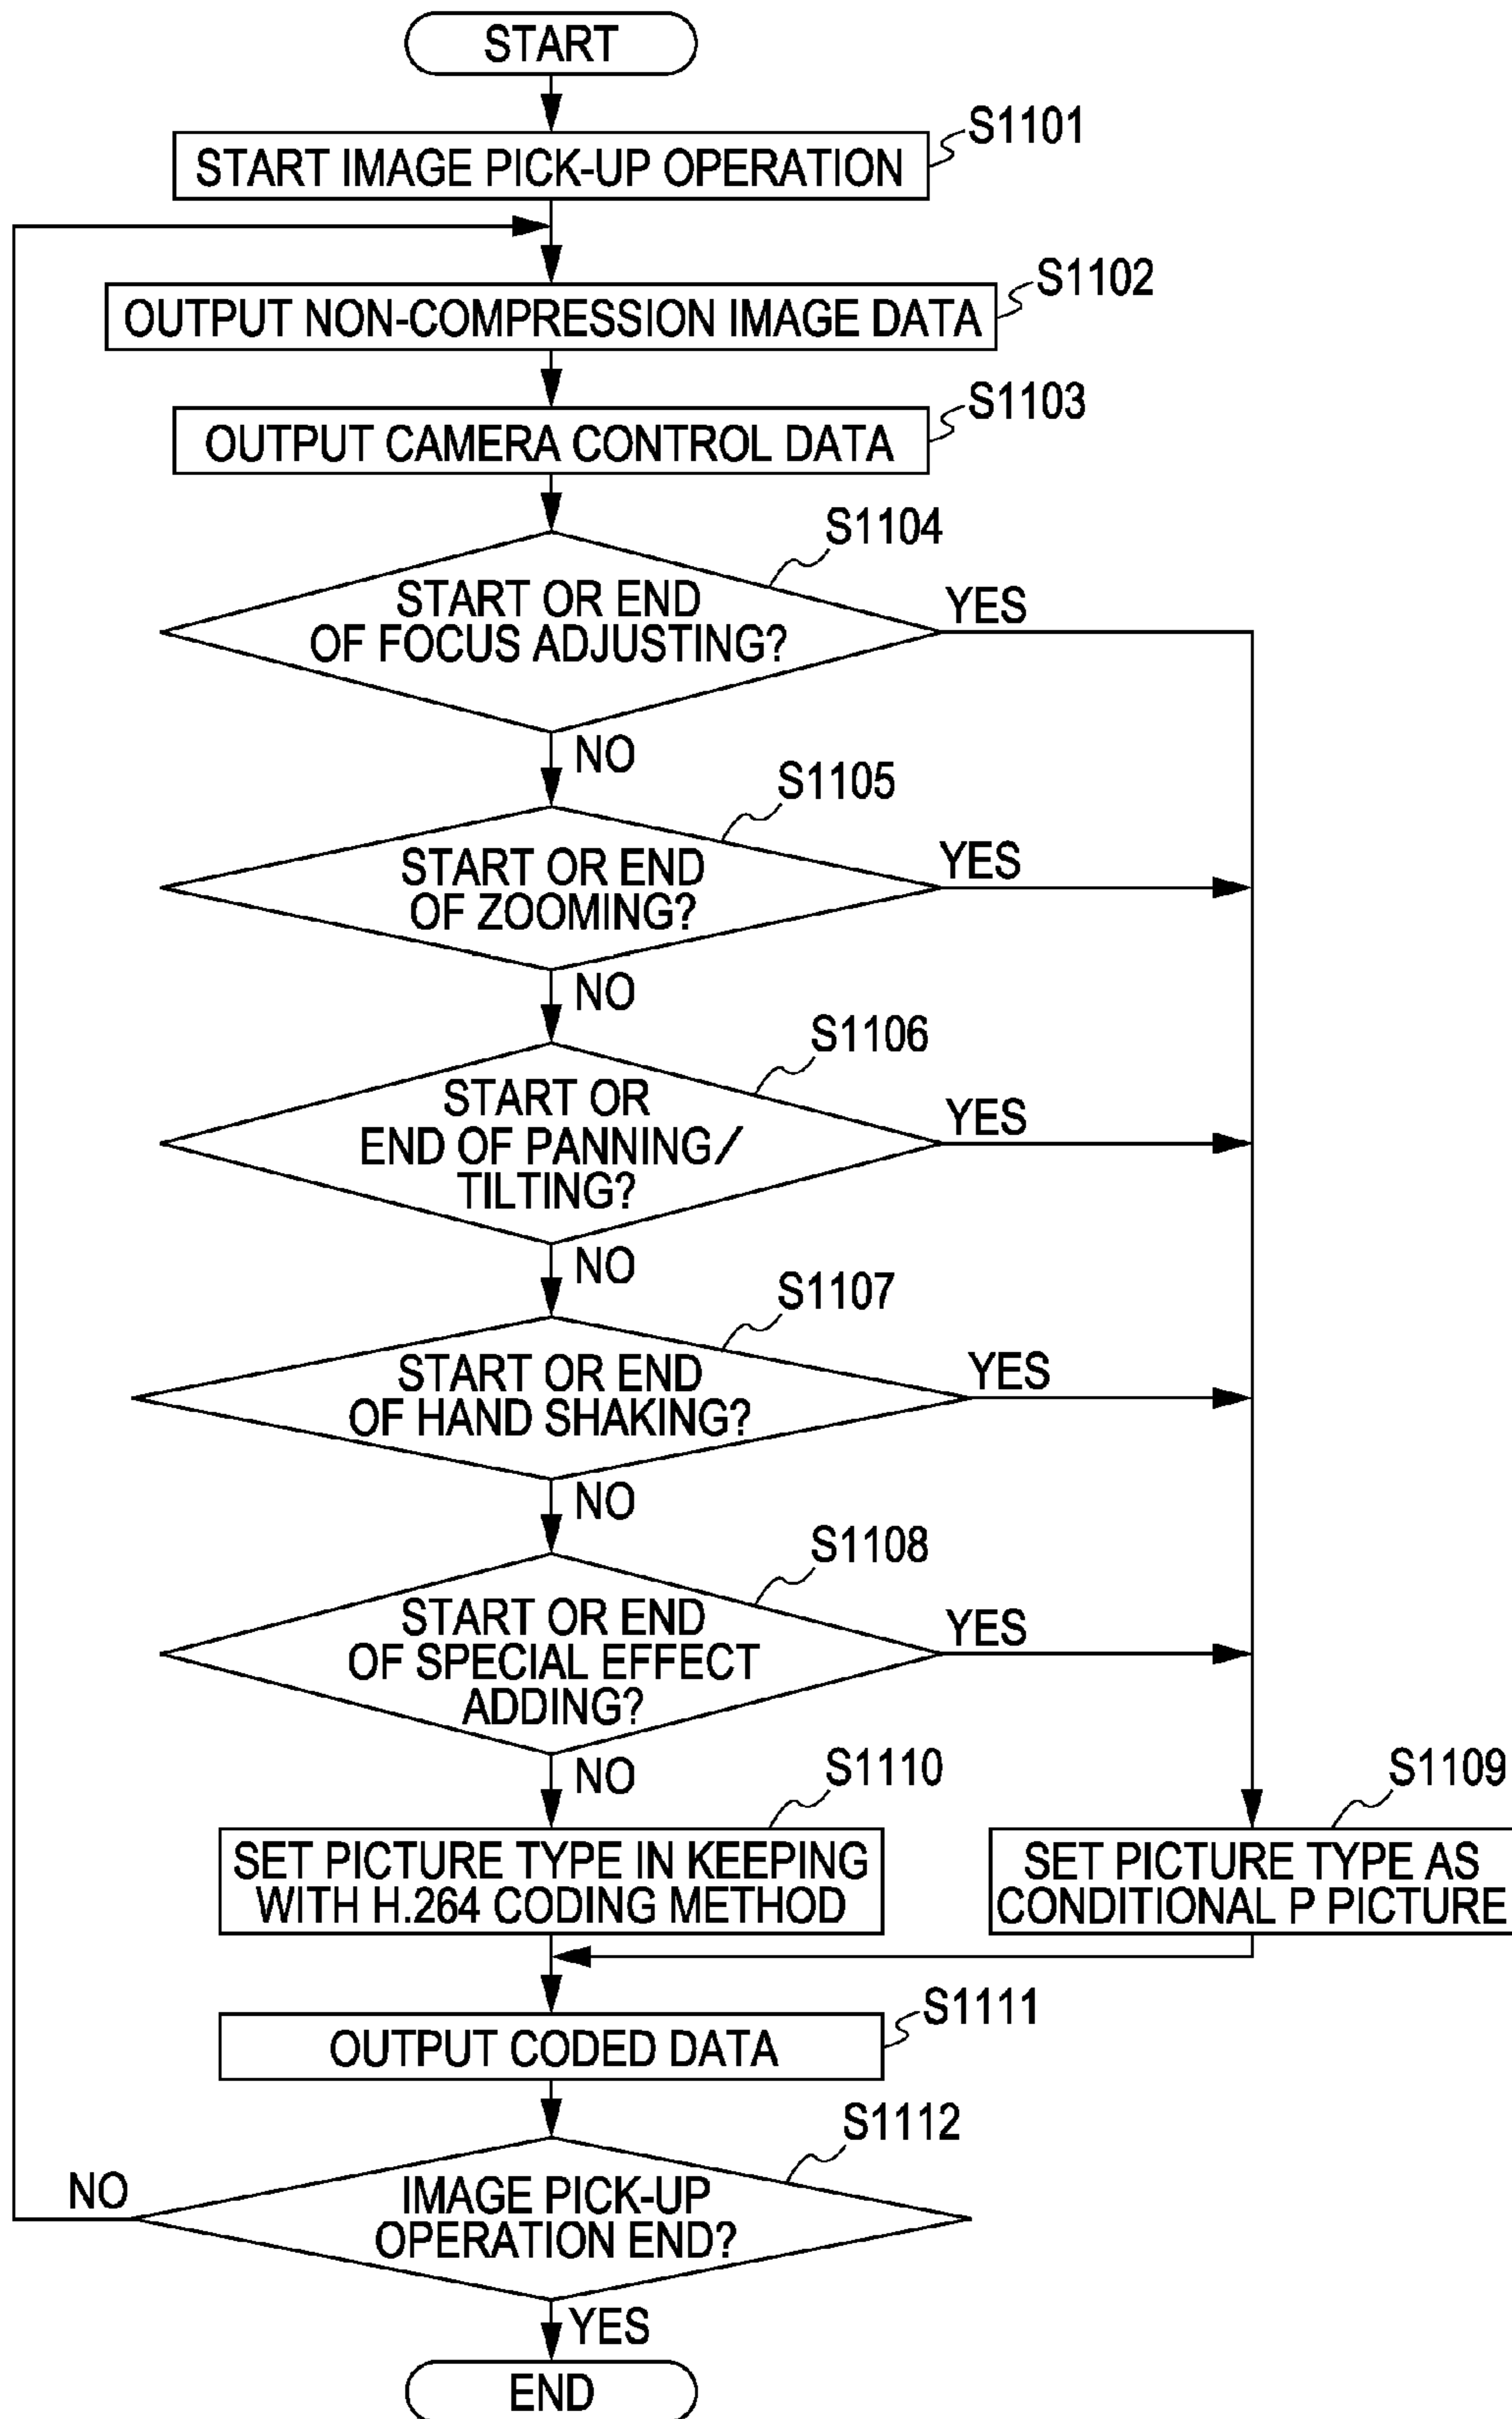 START
S1101
START IMAGE PICK-UP OPERATION
S1102
OUTPUT NON-COMPRESSION IMAGE DATA
S1103
OUTPUT CAMERA CONTROL DATA
S1104
START OR END
OF FOCUS ADJUSTING?
YES
NO
S1105
START OR END
OF ZOOMING?
YES
NO
S1106
START OR
END OF PANNING/
TILTING?
YES
NO
S1107
START OR END
OF HAND SHAKING?
YES
NO
S1108
START OR END
OF SPECIAL EFFECT
ADDING?
YES
NO
S1110
SET PICTURE TYPE IN KEEPING
WITH H.264 CODING METHOD
S1109
SET PICTURE TYPE AS
CONDITIONAL P PICTURE
S1111
OUTPUT CODED DATA
S1112
IMAGE PICK-UP
OPERATION END?
NO
YES
END